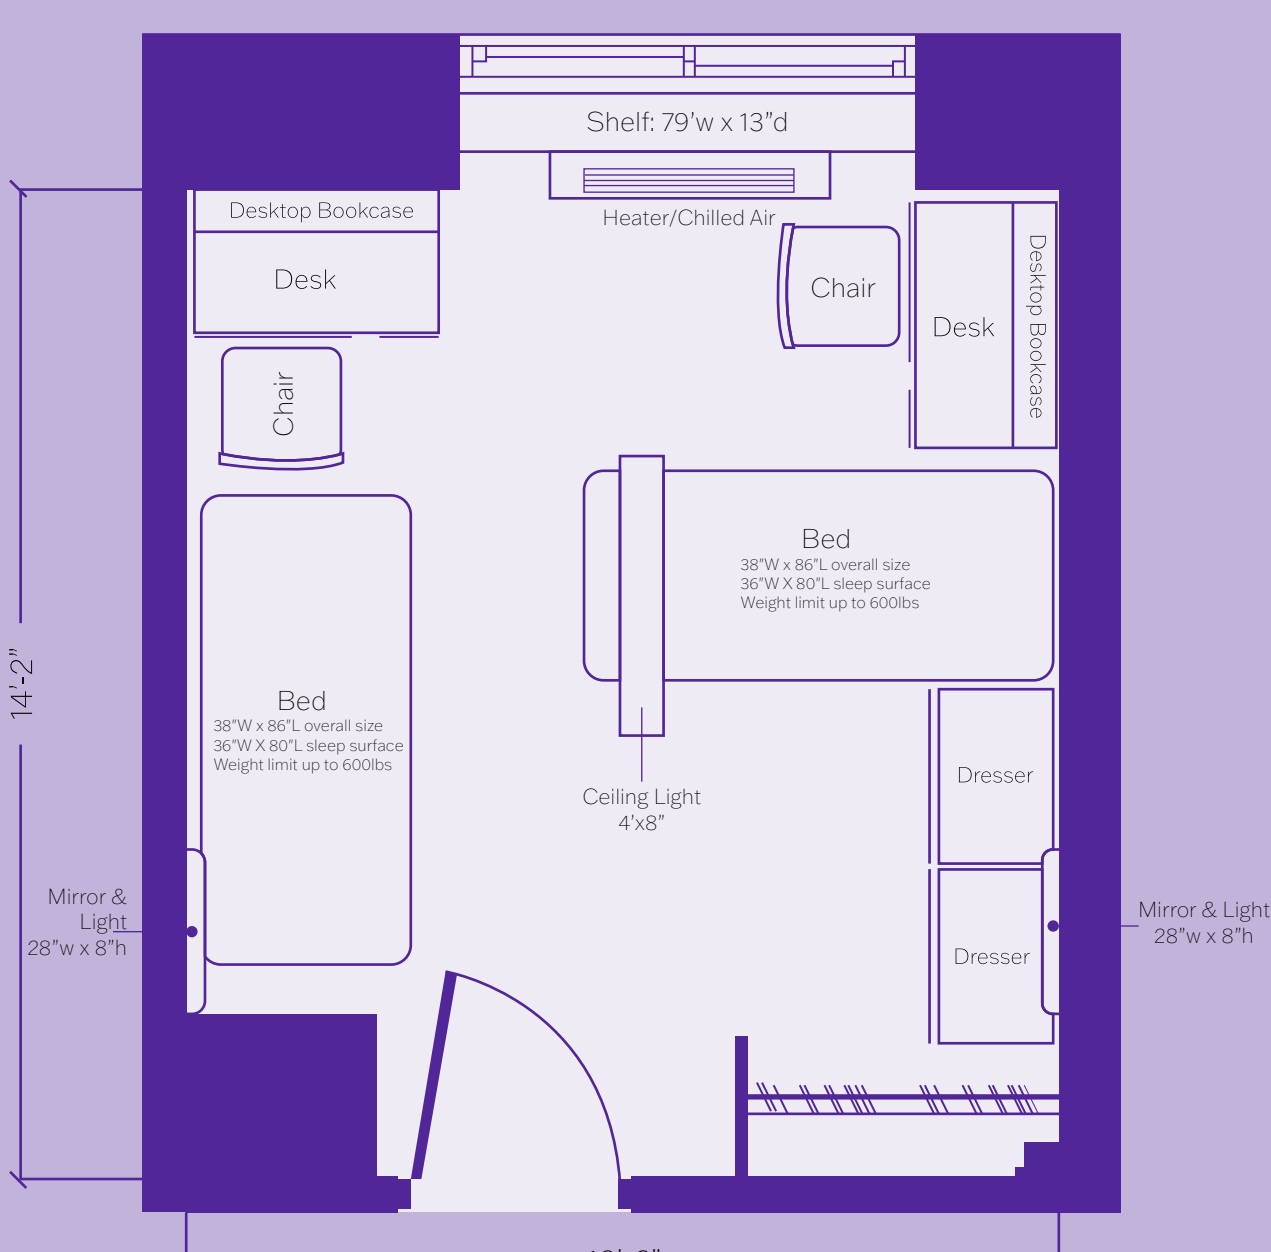 Shelf: 79’w x 13”d
Heater/Chilled Air
Desktop Bookcase
Desk
Chair
Chair
Desk
Desktop Bookcase
Bed
38"W x 86"L overall size
36"W X 80"L sleep surface
Weight limit up to 600lbs
14’-2”
Bed
38"W x 86"L overall size
36"W X 80"L sleep surface
Weight limit up to 600lbs
Dresser
Ceiling Light
4’x8”
Mirror &
Light
28”w x 8”h
Mirror & Light
28”w x 8”h
Dresser